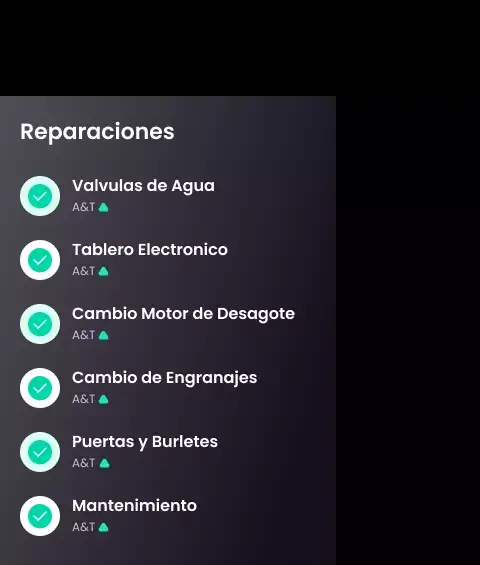 Reparaciones
Valvulas de Agua
A&T
Tablero Electronico
A&T
Cambio Motor de Desagote
A&T
Cambio de Engranajes
A&T
Puertas y Burletes
A&T
Mantenimiento
A&T